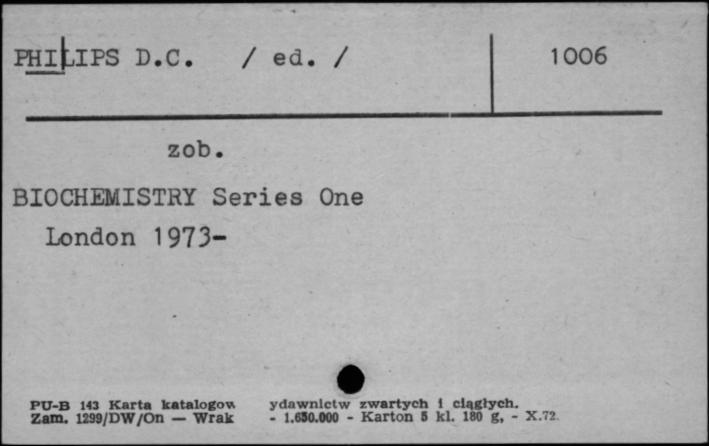 PHILIPS D.C. / ed. / 1006
zob.
BIOCHEMISTRY Series One
London 1973-
PU-B 143 Karta katalogow ydawnictw zwartych i ciągłych.
Zam. 1299/DW/On — Wrak - 1.650.000 - Karton 5 kl. 180 g, - X.72.